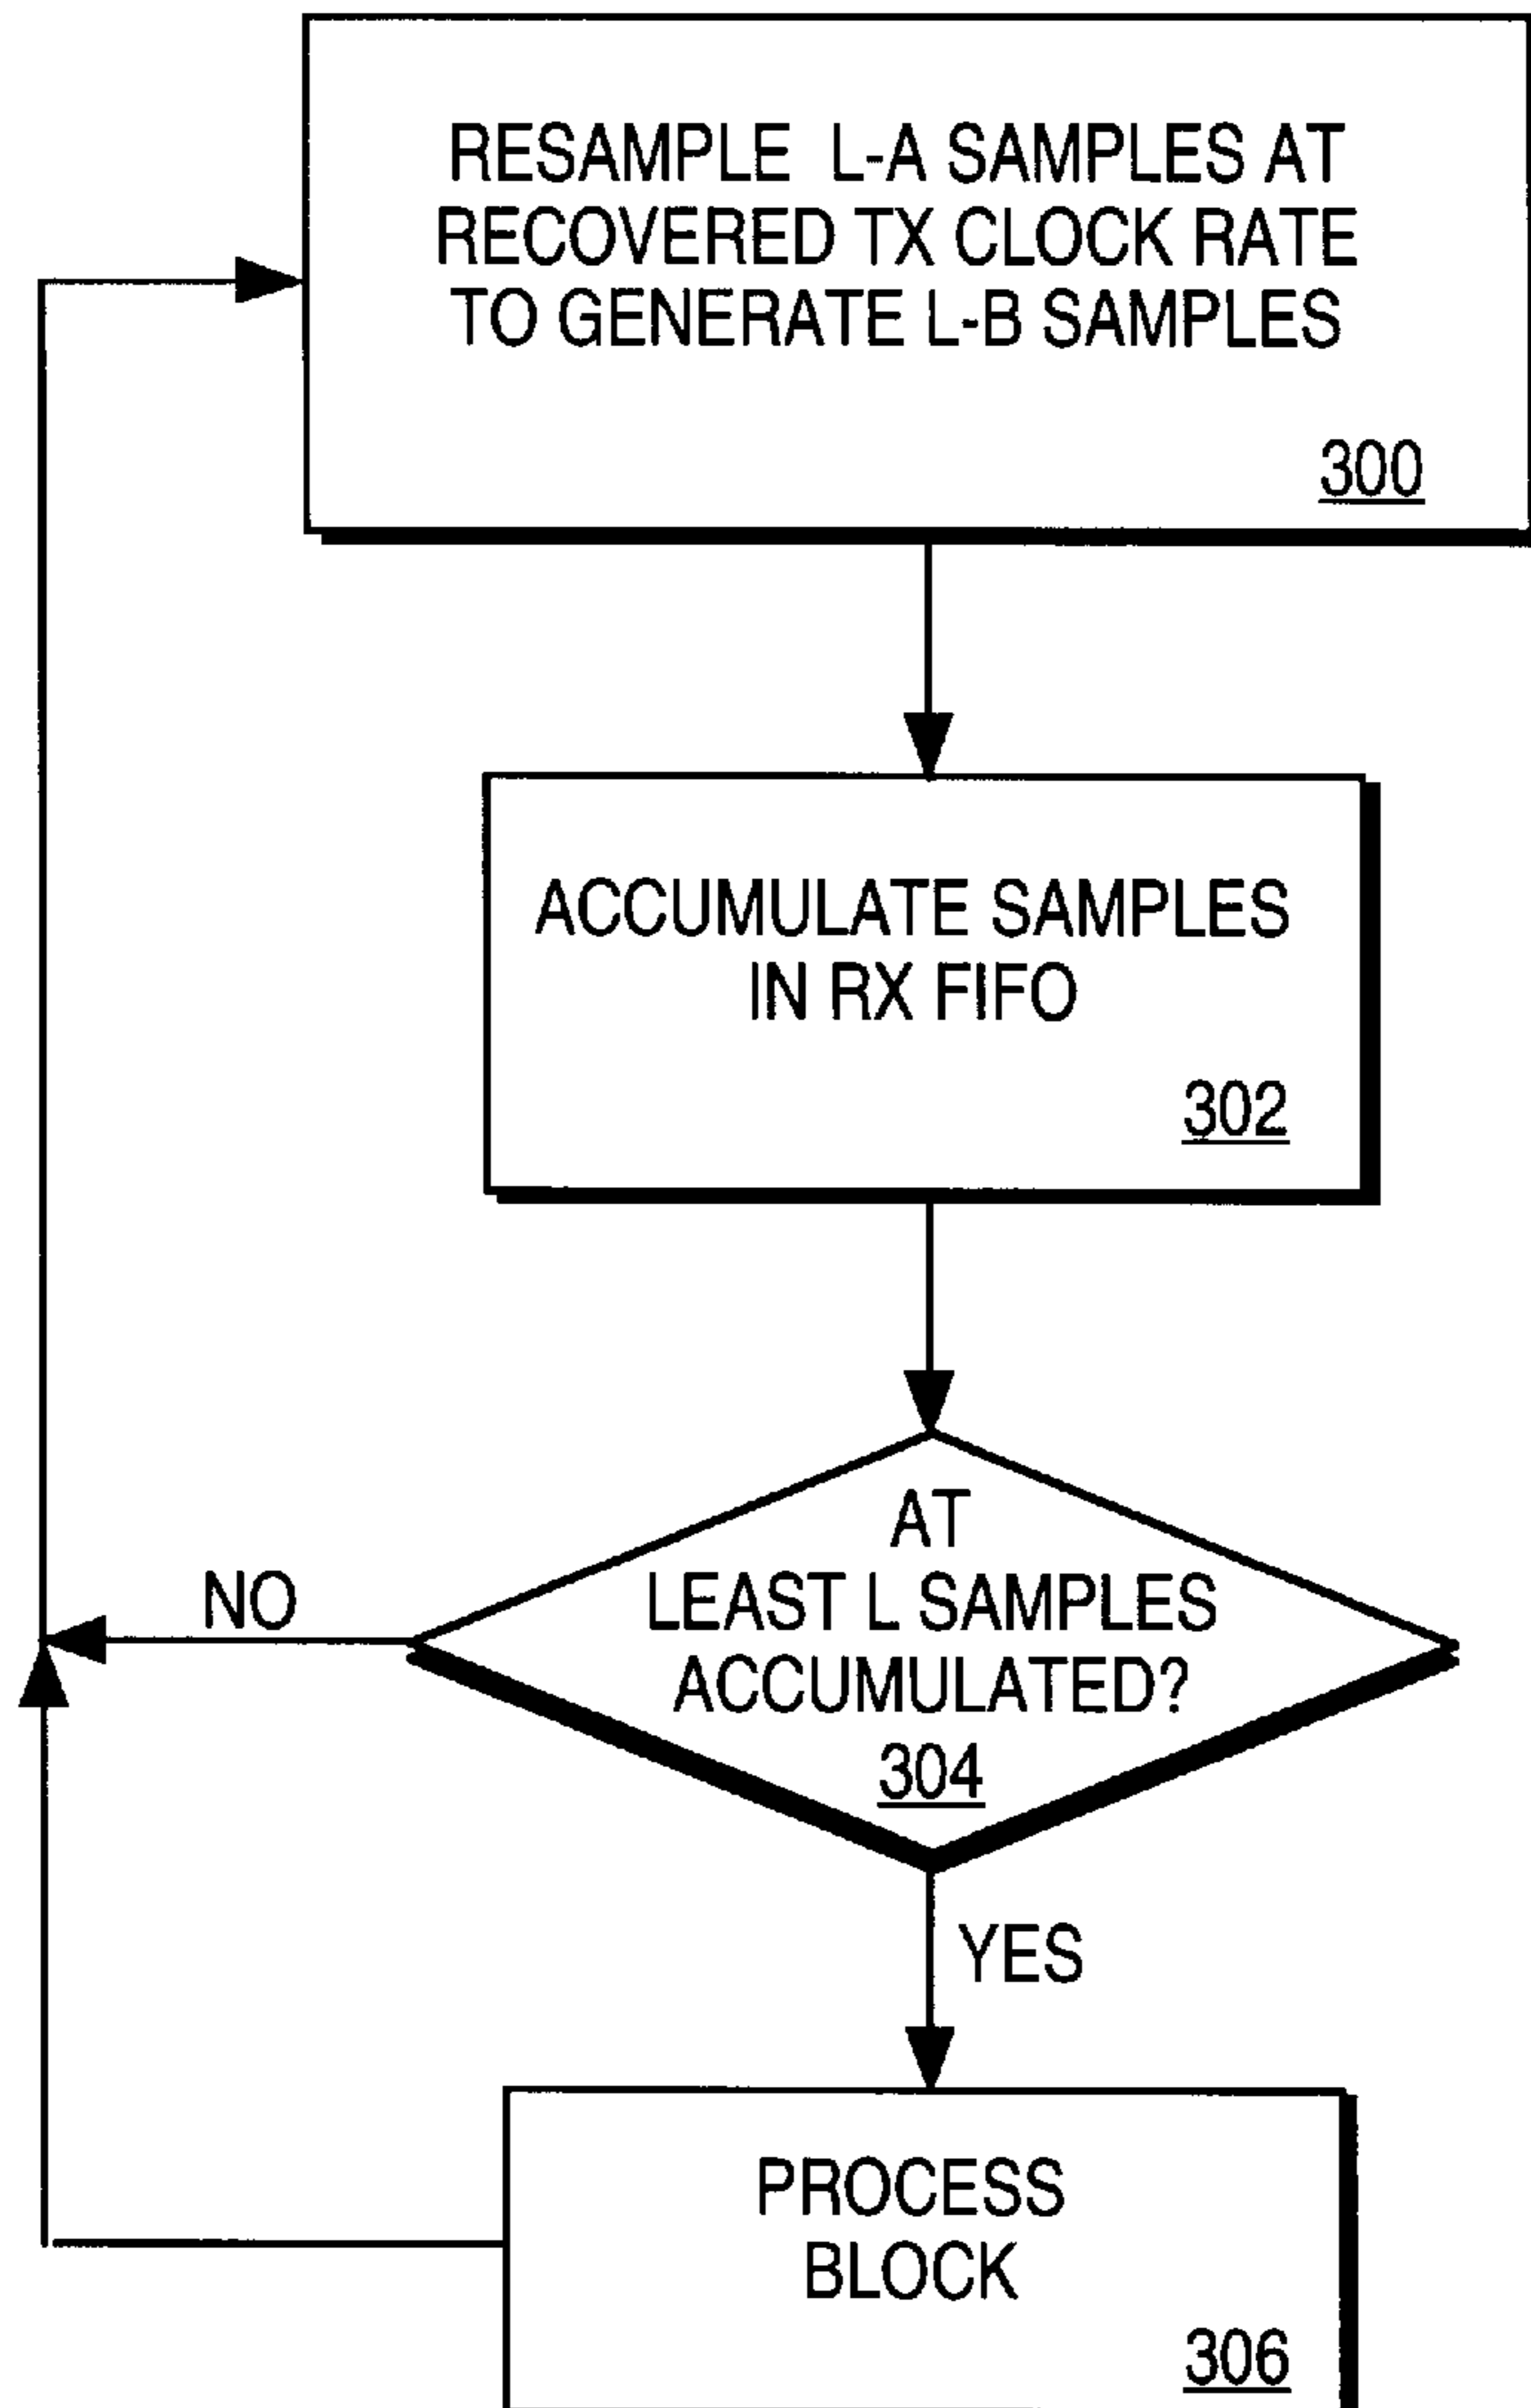 RESAMPLE L-A SAMPLES AT
RECOVERED TX CLOCK RATE
TO GENERATE L-B SAMPLES
300
ACCUMULATE SAMPLES
IN RX FIFO
302
AT
LEAST L SAMPLES
ACCUMULATED?
304
NO
YES
PROCESS
BLOCK
306